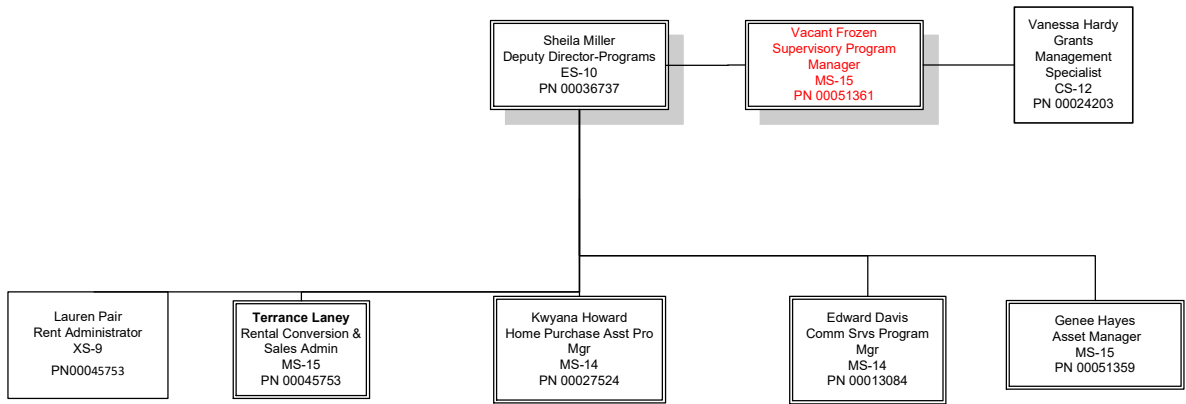 Sheila Miller
Deputy Director-Programs
ES-10
PN 00036737
Vacant Frozen
Supervisory Program
Manager
MS-15
PN 00051361
Vanessa Hardy
Grants
Management
Specialist
CS-12
PN 00024203
Lauren Pair
Rent Administrator
XS-9
PN00045753
Terrance Laney
Rental Conversion &
Sales Admin
MS-15
PN 00045753
Kwyana Howard
Home Purchase Asst Pro
Mgr
MS-14
PN 00027524
Edward Davis
Comm Srvs Program
Mgr
MS-14
PN 00013084
Genee Hayes
Asset Manager
MS-15
PN 00051359